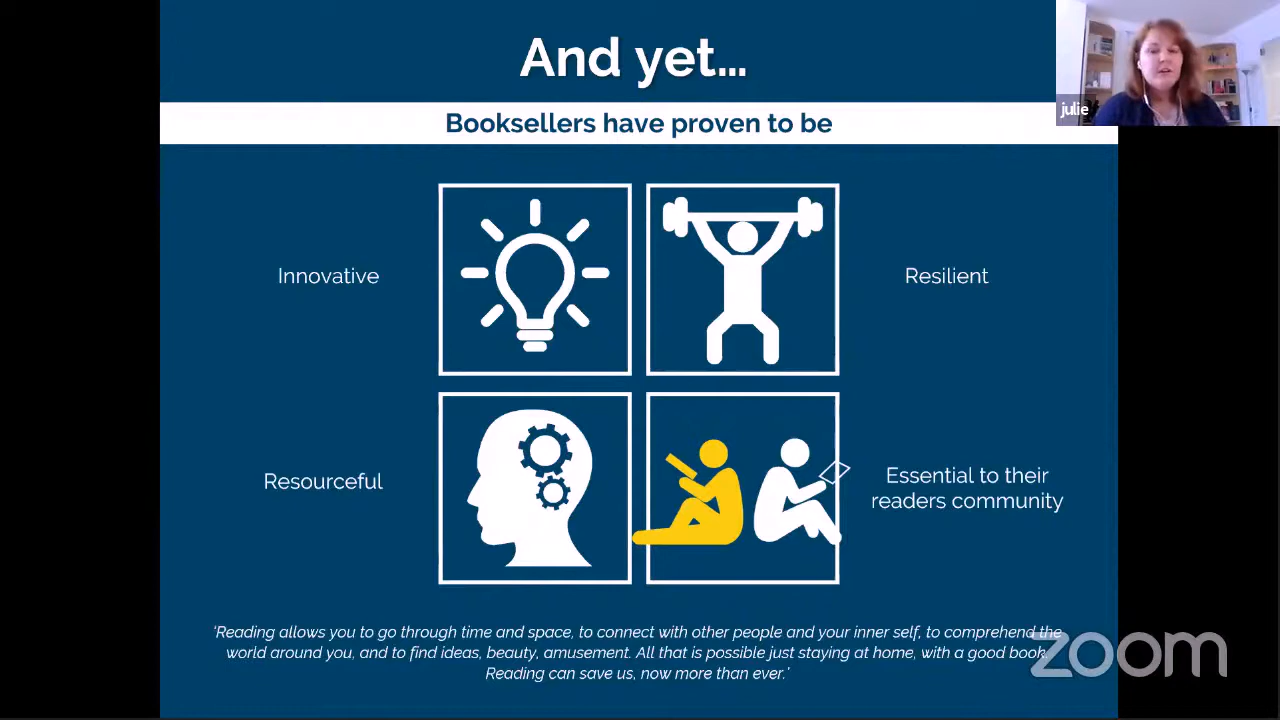 And yet...
Booksellers have proven to be
julie
Innovative
Resilient
Resourceful
Essential to their
readers community
'Reading allows you to go through time and space, to connect with other people and your inner self, to comprehend the
world around you, and to find ideas, beauty, amusement. All that is possible just staying at home, with a good book.
Reading can save us, now more than ever.'
zoom